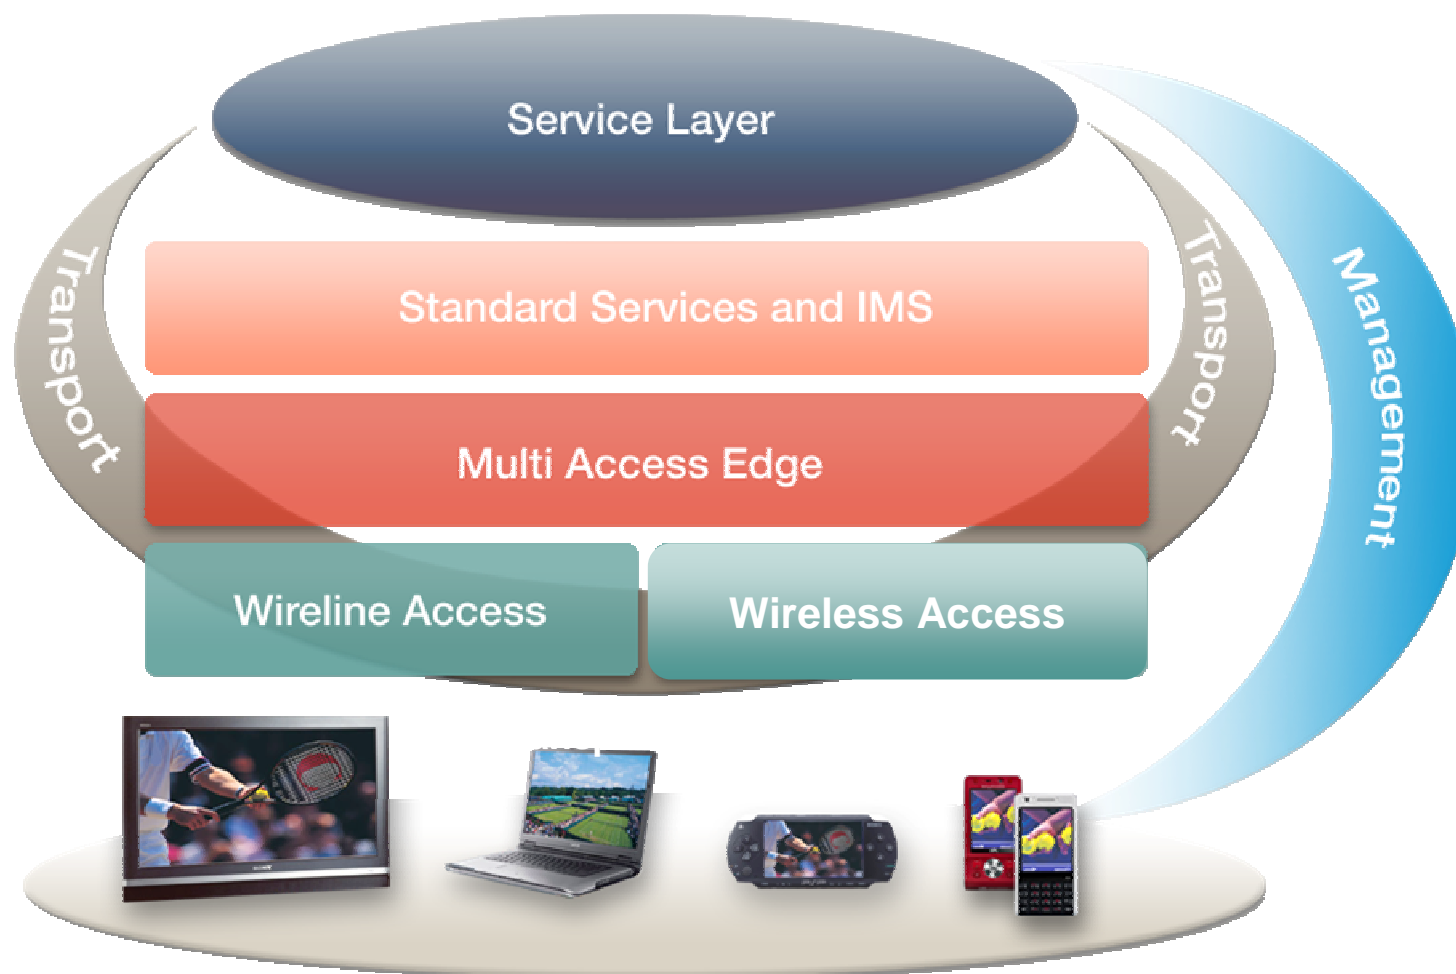 Service Layer
Transport
Standard Services and IMS
Transport
Management
Multi Access Edge
Wireline Access
Wireless Access